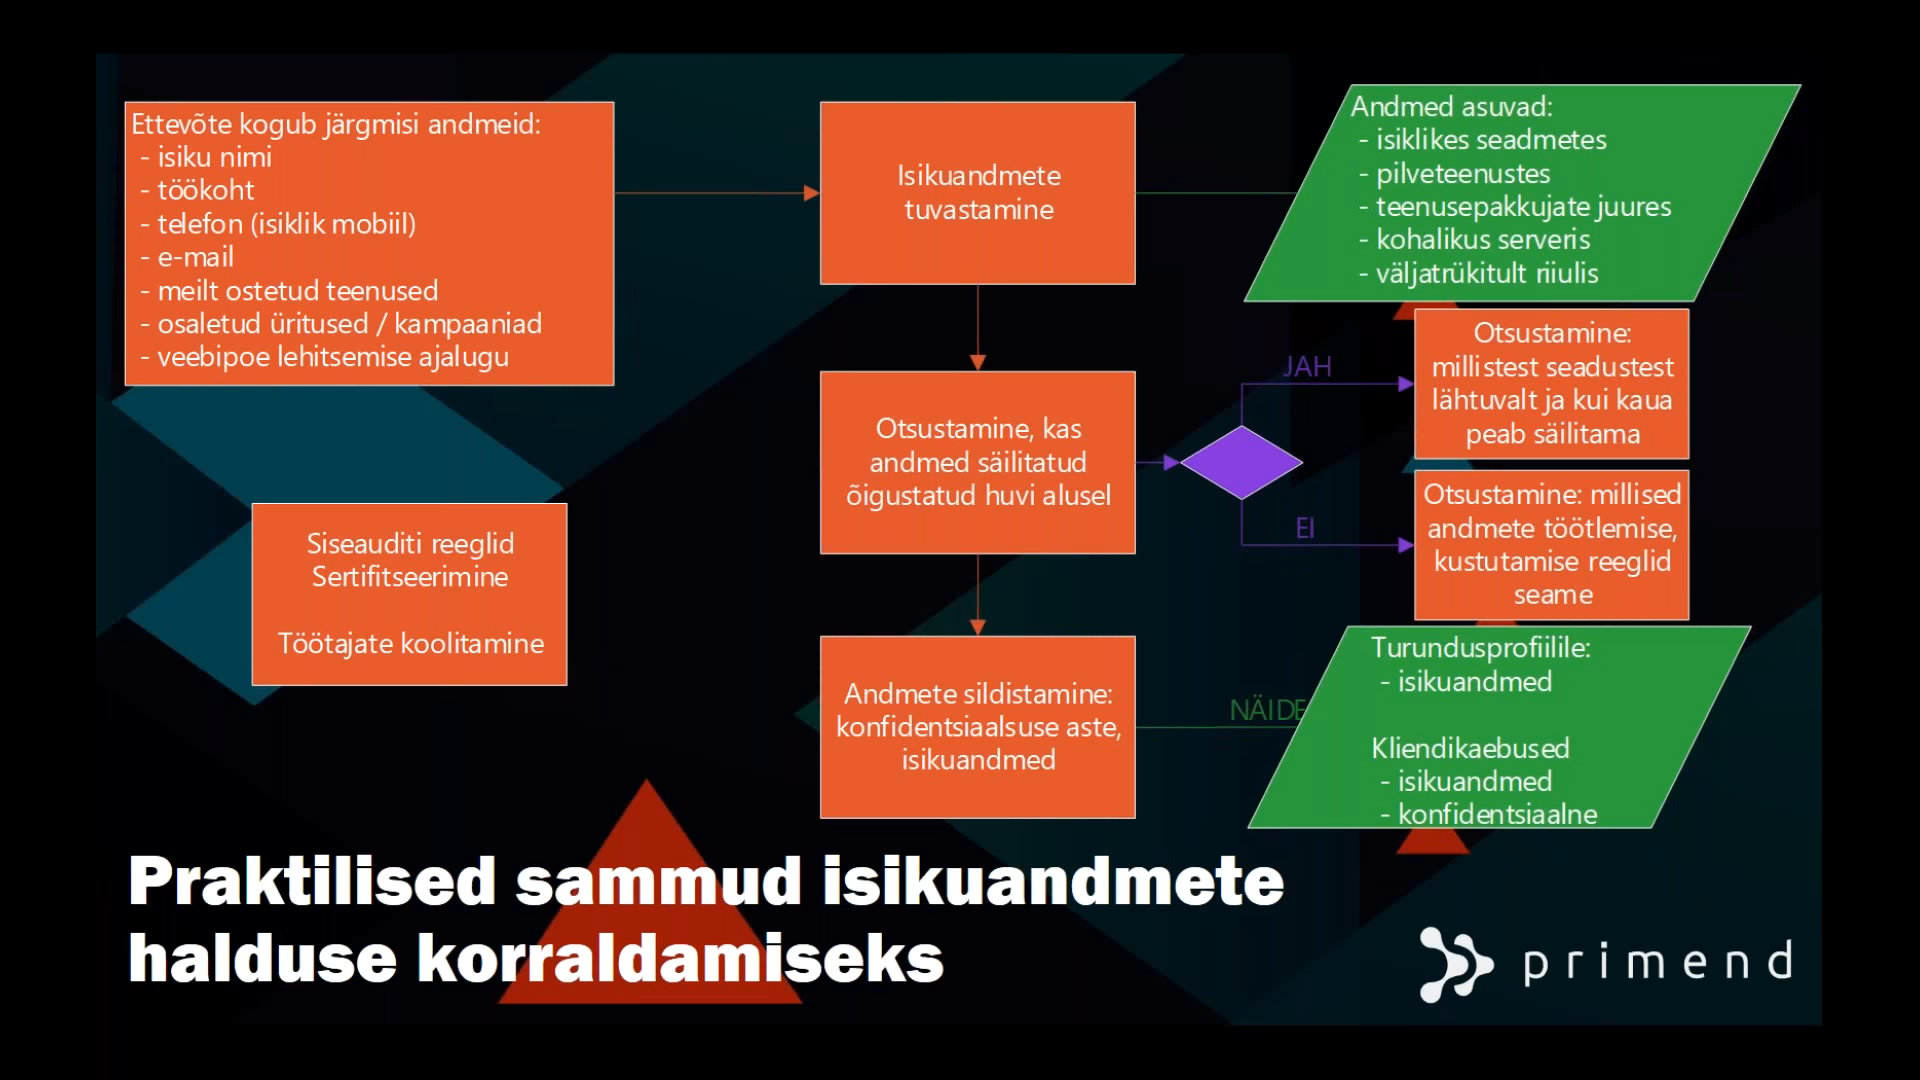 Ettevõte kogub järgmisi andmeid:
- isiku nimi
- töökoht
- telefon (isiklik mobiil)
- e-mail
- meilt ostetud teenused
- osaletud üritused / kampaaniad
- veebipoe lehitsemise ajalugu
Isikuandmete
tuvastamine
Andmed asuvad:
- isiklikes seadmetes
- pilveteenustes
- teenusepakkujate juures
- kohalikus serveris
- väljatrükitult riiulis
Otsustamine, kas
andmed säilitatud
õigustatud huvi alusel
JAH
Otsustamine:
millistest seadustest
lähtuvalt ja kui kaua
peab säilitama
EI
Otsustamine: millised
andmete töötlemise,
kustutamise reeglid
seame
Siseauditi reeglid
Sertifitseerimine
Töötajate koolitamine
Andmete sildistamine:
konfidentsiaalsuse aste,
isikuandmed
NÄIDE
Turundusprofiilile:
- isikuandmed
Kliendikaebused
- isikuandmed
- konfidentsiaalne
Praktilised sammud isikuandmete
halduse korraldamiseks
primend